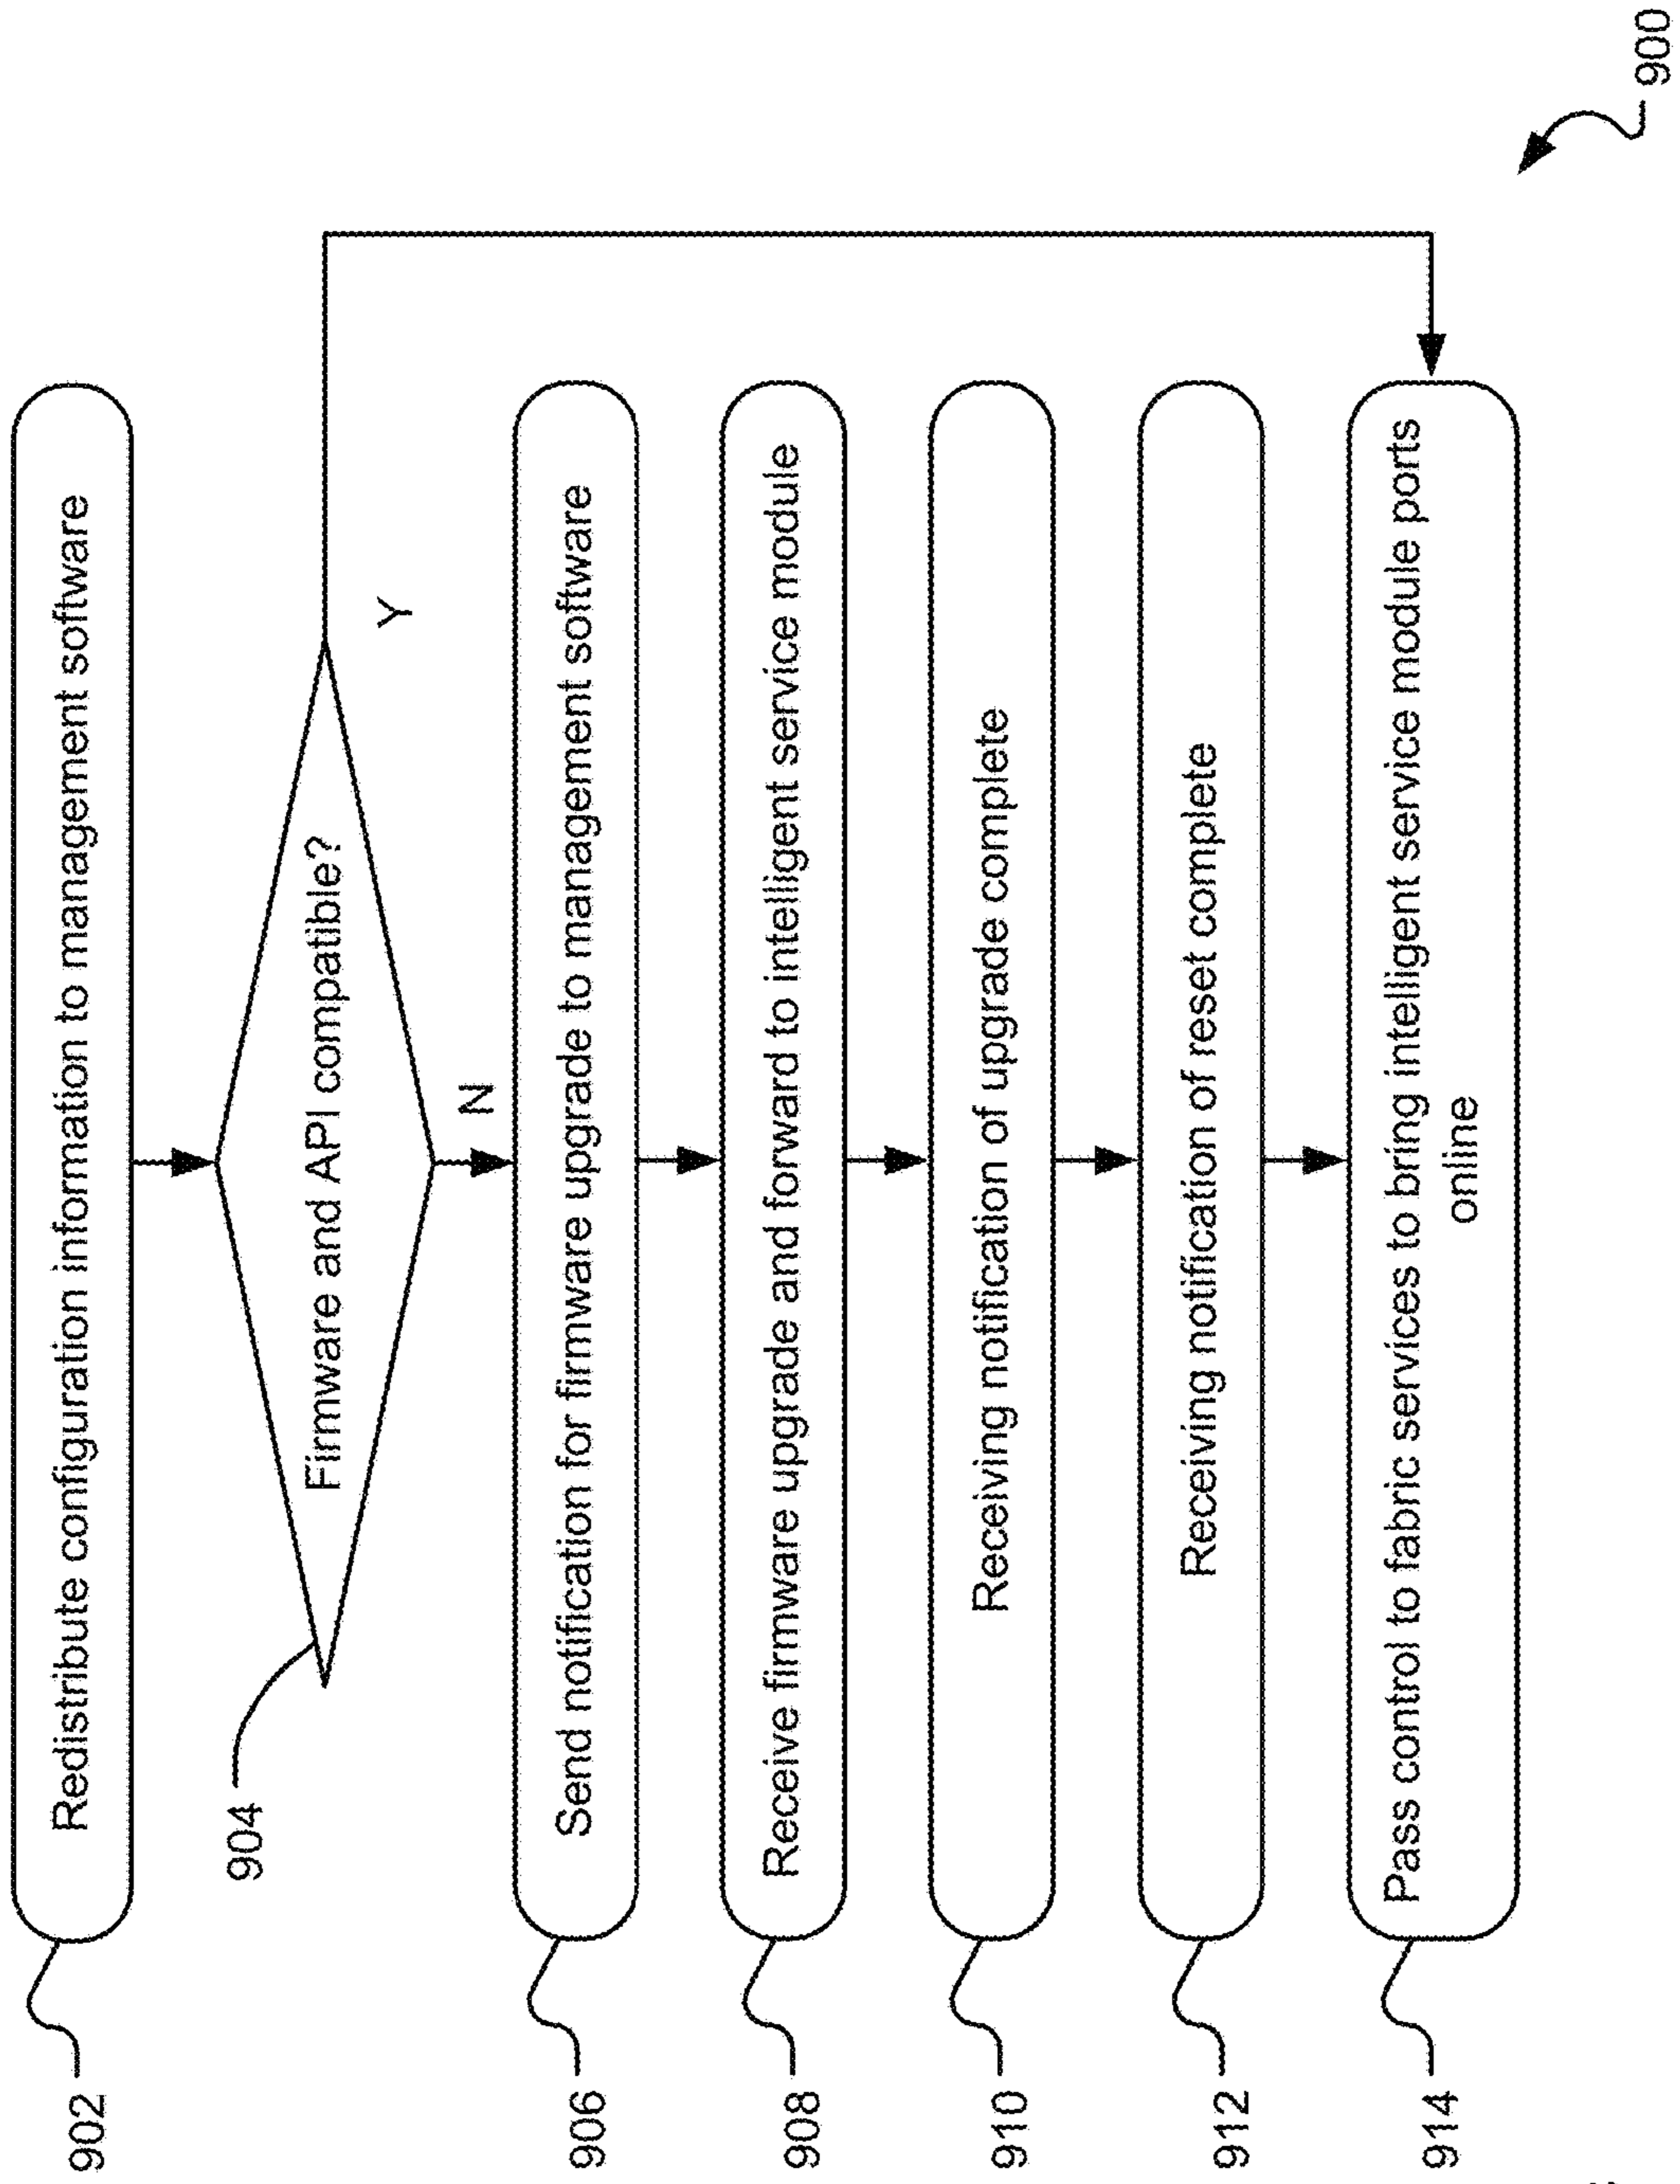 902
Redistribute configuration information to management software
904
Firmware and API compatible?
Y
N
906
Send notification for firmware upgrade to management software
908
Receive firmware upgrade and forward to intelligent service module
910
Receiving notification of upgrade complete
912
Receiving notification of reset complete
914
Pass control to fabric services to bring intelligent service module ports
online
900